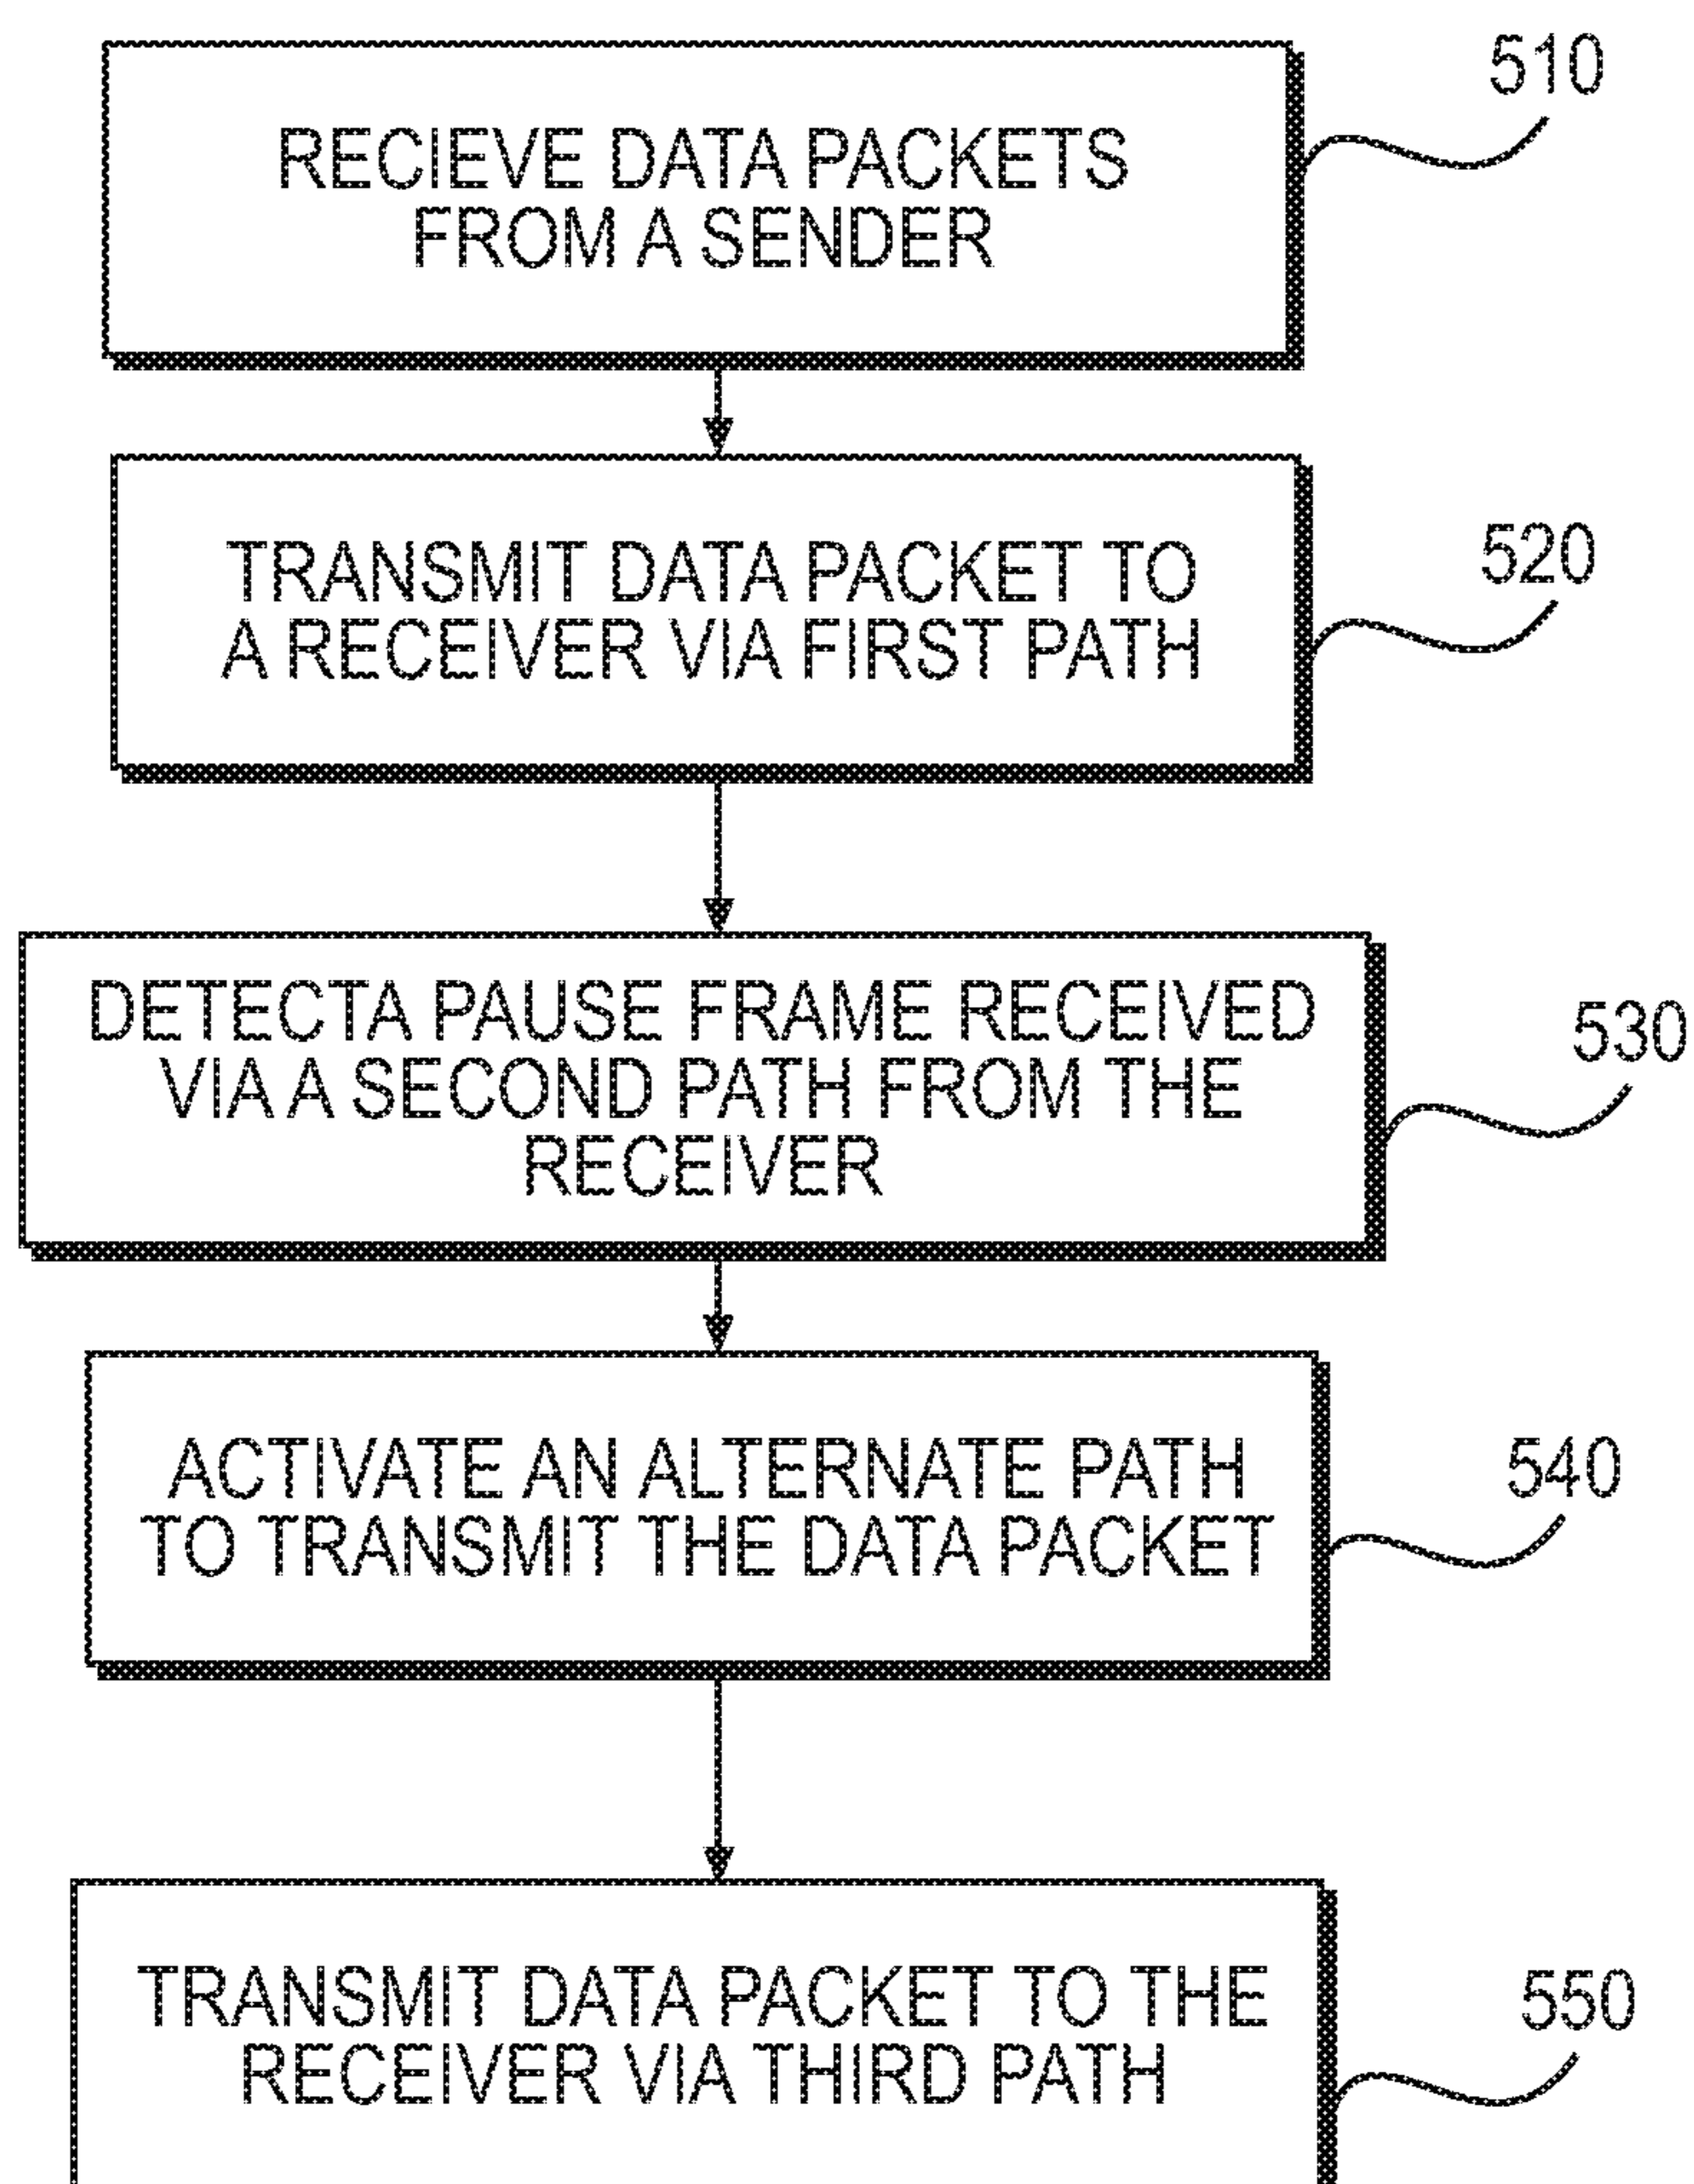 510
RECIEVE DATA PACKETS
FROM A SENDER
520
TRANSMIT DATA PACKET TO
A RECEIVER VIA FIRST PATH
530
DETECTA PAUSE FRAME RECEIVED
VIA A SECOND PATH FROM THE
RECEIVER
540
ACTIVATE AN ALTERNATE PATH
TO TRANSMIT THE DATA PACKET
550
TRANSMIT DATA PACKET TO THE
RECEIVER VIA THIRD PATH